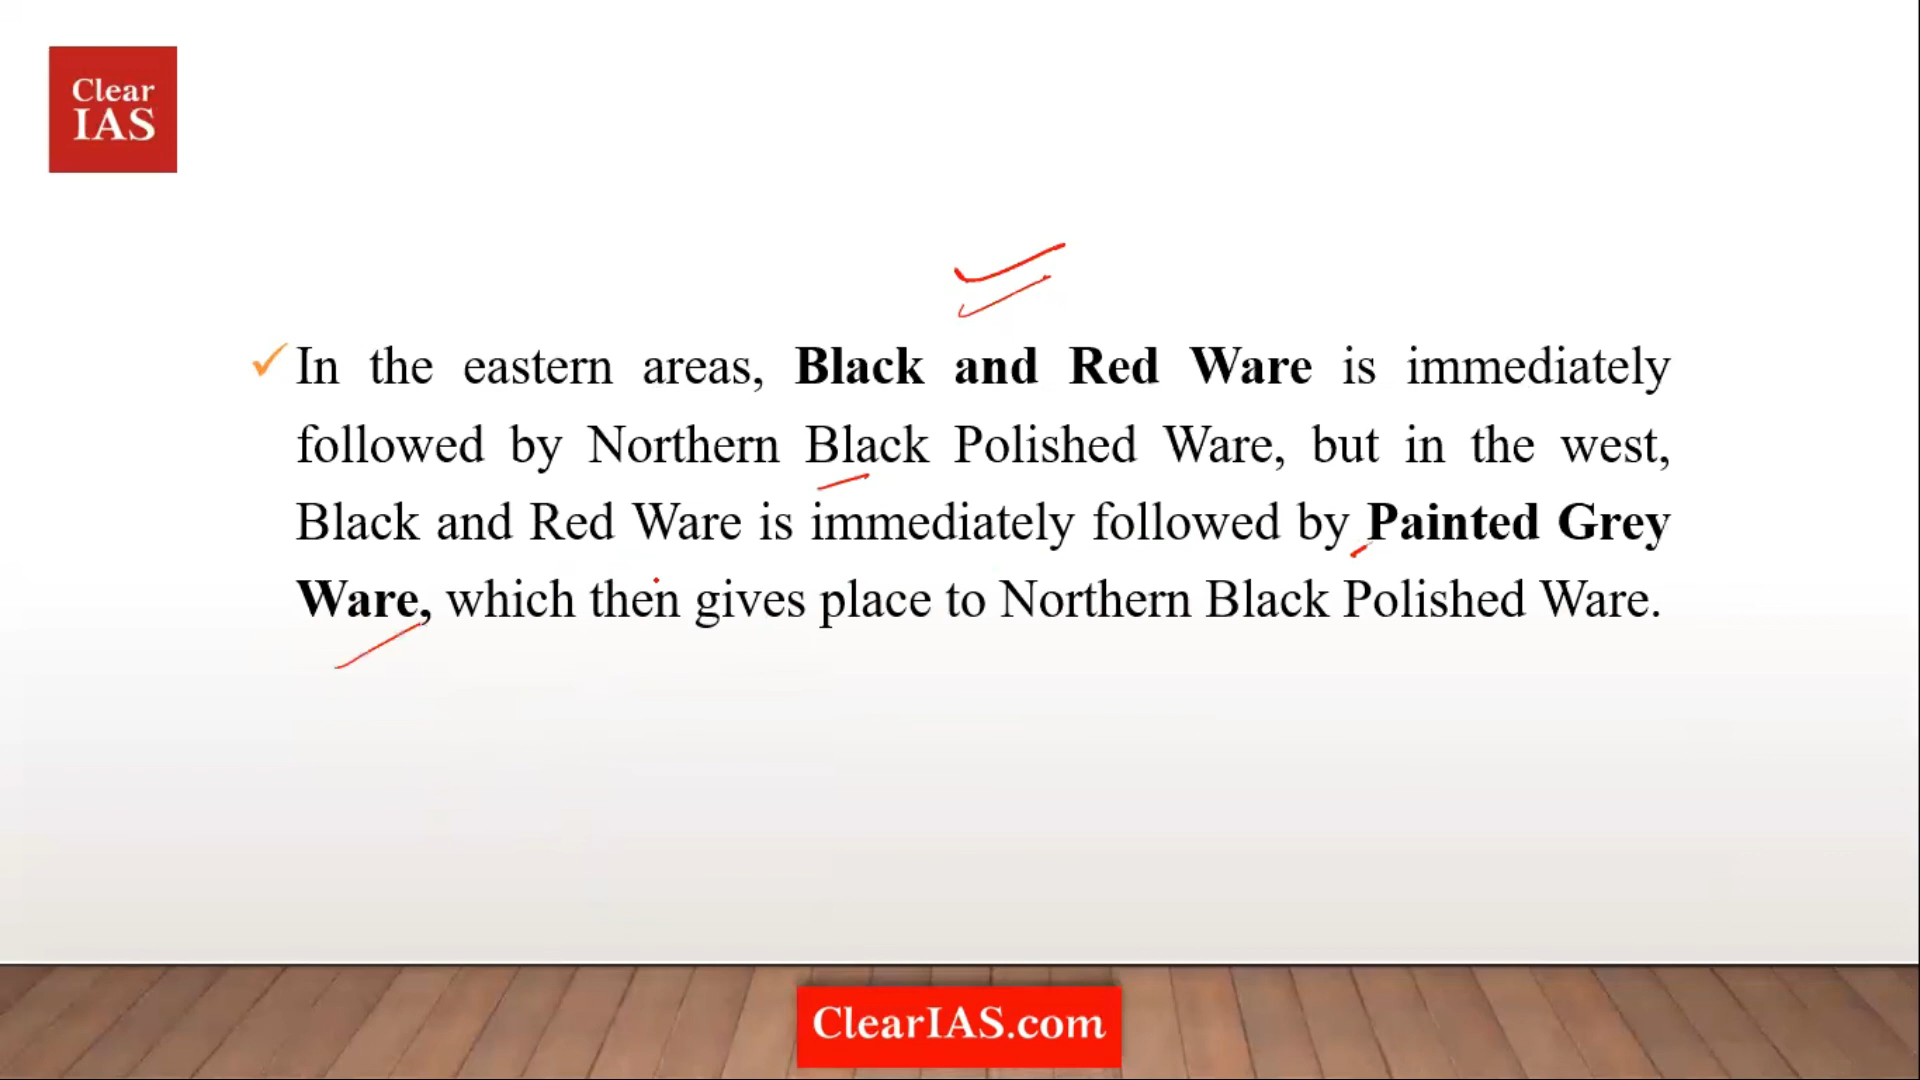 Clear
IAS
In the eastern areas, Black and Red Ware is immediately
followed by Northern Black Polished Ware, but in the west,
Black and Red Ware is immediately followed by Painted Grey
Ware, which then gives place to Northern Black Polished Ware.
ClearIAS.com